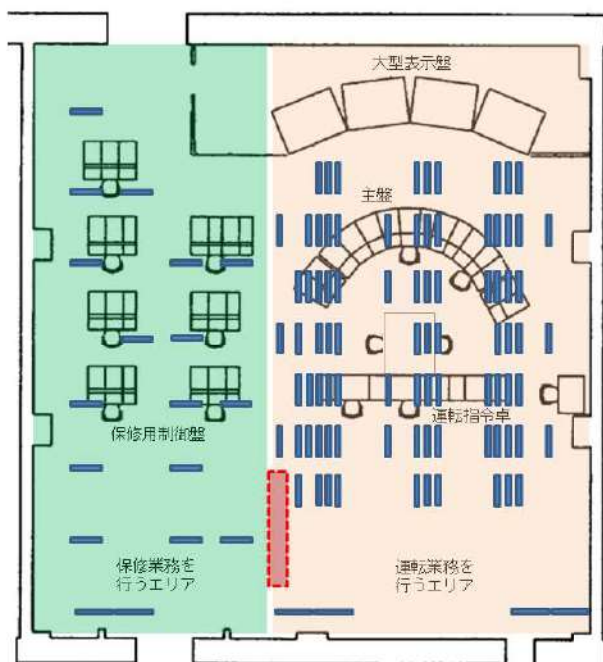 大型表示盤
主盤
運転指令卓
保修用制御盤
保修業務を
行うエリア
運転業務を
行うエリア